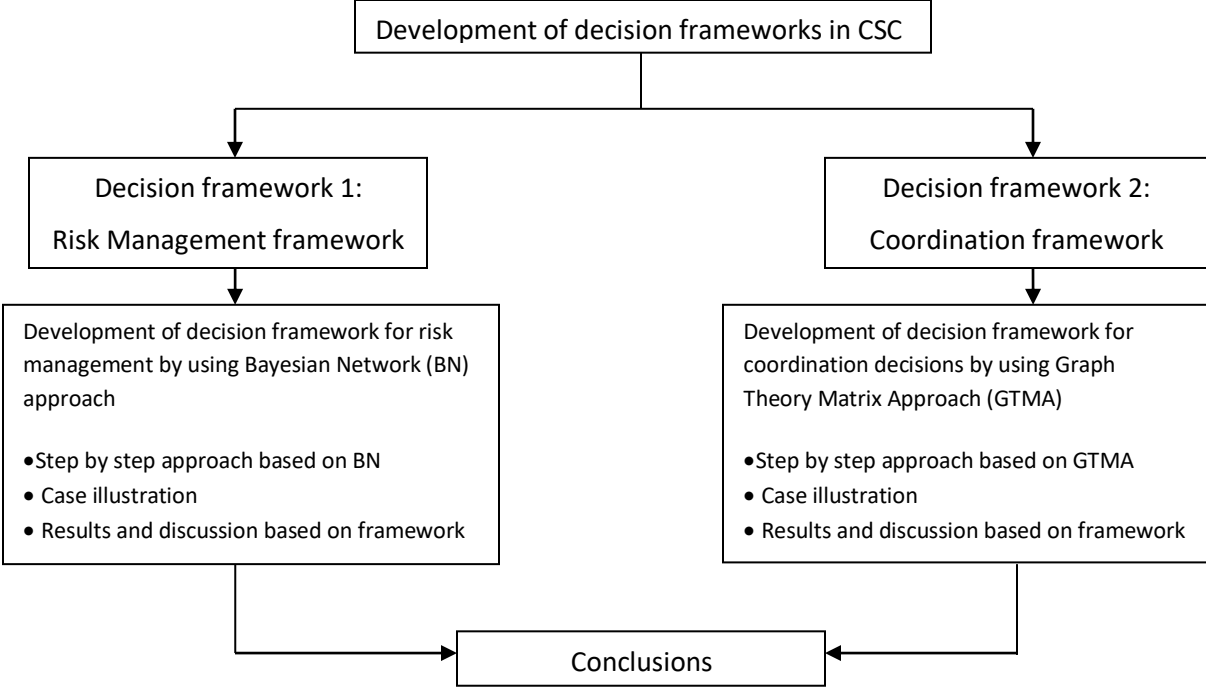 Development of decision frameworks in CSC
Decision framework 1:
Risk Management framework
Decision framework 2:
Coordination framework
Development of decision framework for risk
management by using Bayesian Network (BN)
approach
•Step by step approach based on BN
• Case illustration
• Results and discussion based on framework
Development of decision framework for
coordination decisions by using Graph
Theory Matrix Approach (GTMA)
•Step by step approach based on GTMA
• Case illustration
• Results and discussion based on framework
Conclusions